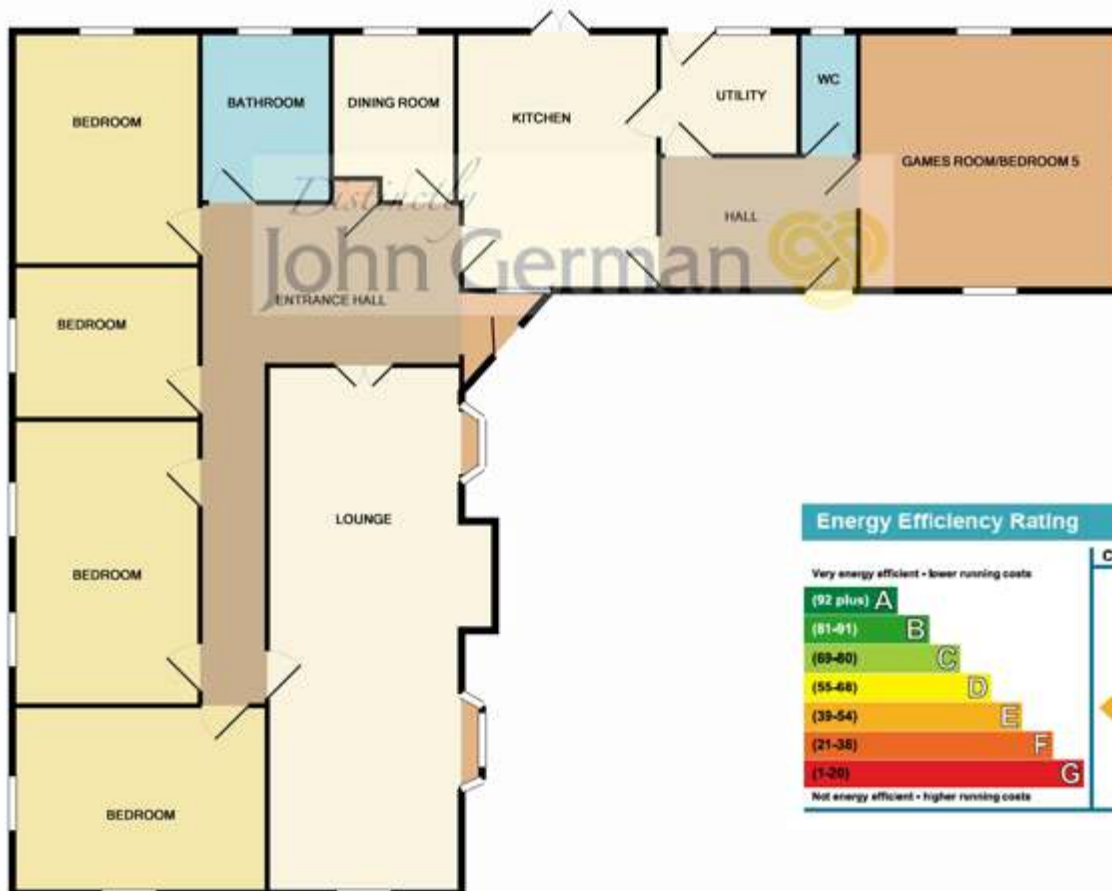 BEDROOM
BATHROOM
DINING ROOM
KITCHEN
UTILITY
WC
GAMES ROOM/BEDROOM 5
HALL
Distinctly
John German
ENTRANCE HALL
BEDROOM
LOUNGE
BEDROOM
BEDROOM
Energy Efficiency Rating
C
Very energy efficient - lower running costs
(92 plus) A
(81-91) B
(69-80) C
(55-68) D
(39-54) E
(21-38) F
(1-20) G
Not energy efficient - higher running costs